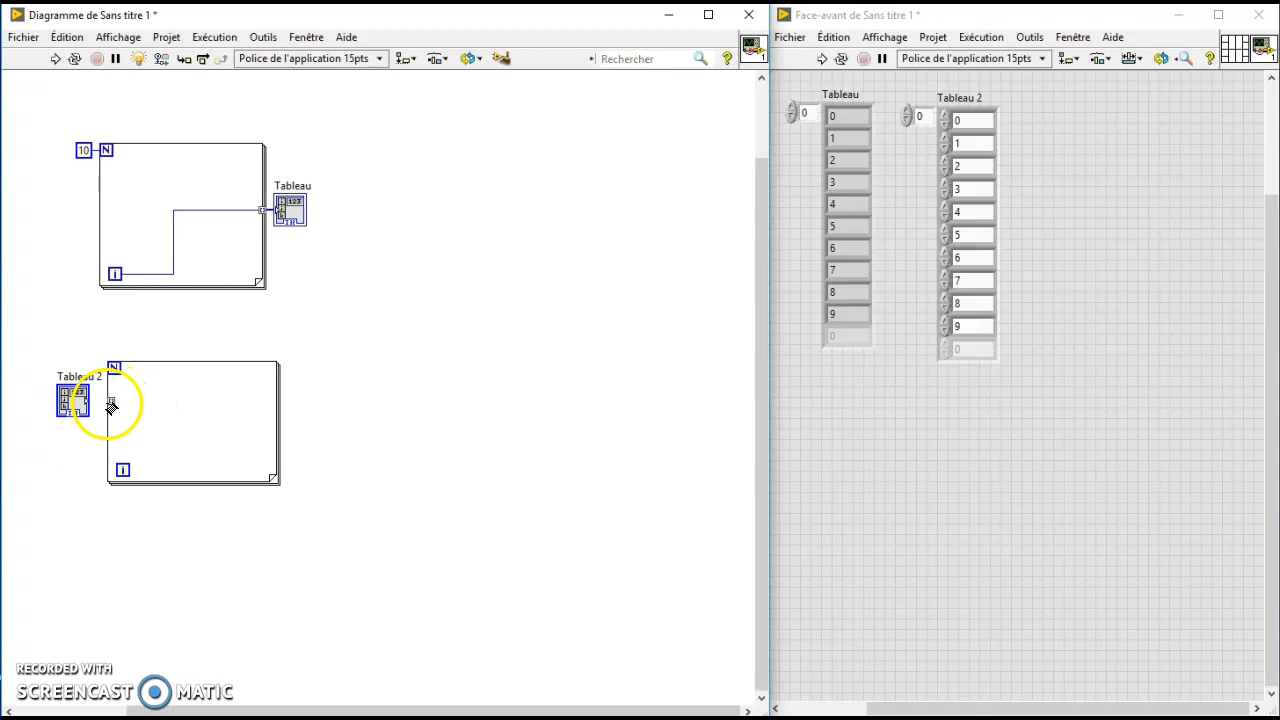 Diagramme de Sans titre 1 *
Fichier Édition Affichage Projet Exécution Outils Fenêtre Aide
Police de l'application 15pts Rechercher ?
1
10 N
Tableau
123
i
N
Tableau 2
i
RECORDED WITH
SCREENCAST MATIC
Face-avant de Sans titre 1 *
Fichier Édition Affichage Projet Exécution Outils Fenêtre Aide
Police de l'application 15pts ?
1
Tableau Tableau 2
0 0 0 0
1 1
2 2
3 3
4 4
5 5
6 6
7 7
8 8
9 9
0 0